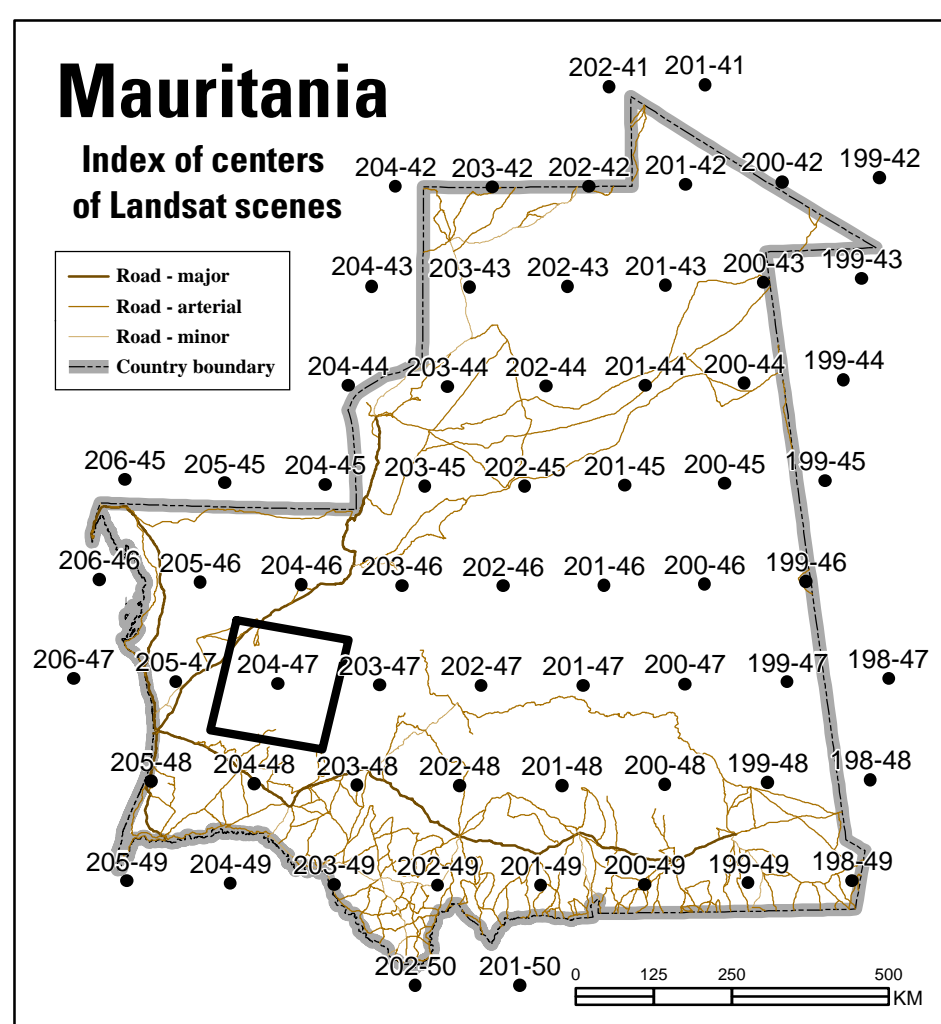 Mauritania
Index of centers
of Landsat scenes
Road - major
Road - arterial
Road - minor
Country boundary
202-41 201-41
204-42 203-42 202-42 201-42 200-42 199-42
204-43 203-43 202-43 201-43 200-43 199-43
204-44 203-44 202-44 201-44 200-44 199-44
206-45 205-45 204-45 203-45 202-45 201-45 200-45 199-45
206-46 205-46 204-46 203-46 202-46 201-46 200-46 199-46
206-47 205-47 204-47 203-47 202-47 201-47 200-47 199-47 198-47
205-48 204-48 203-48 202-48 201-48 200-48 199-48 198-48
205-49 204-49 203-49 202-49 201-49 200-49 199-49 198-49
202-50 201-50
0 125 250 500
KM